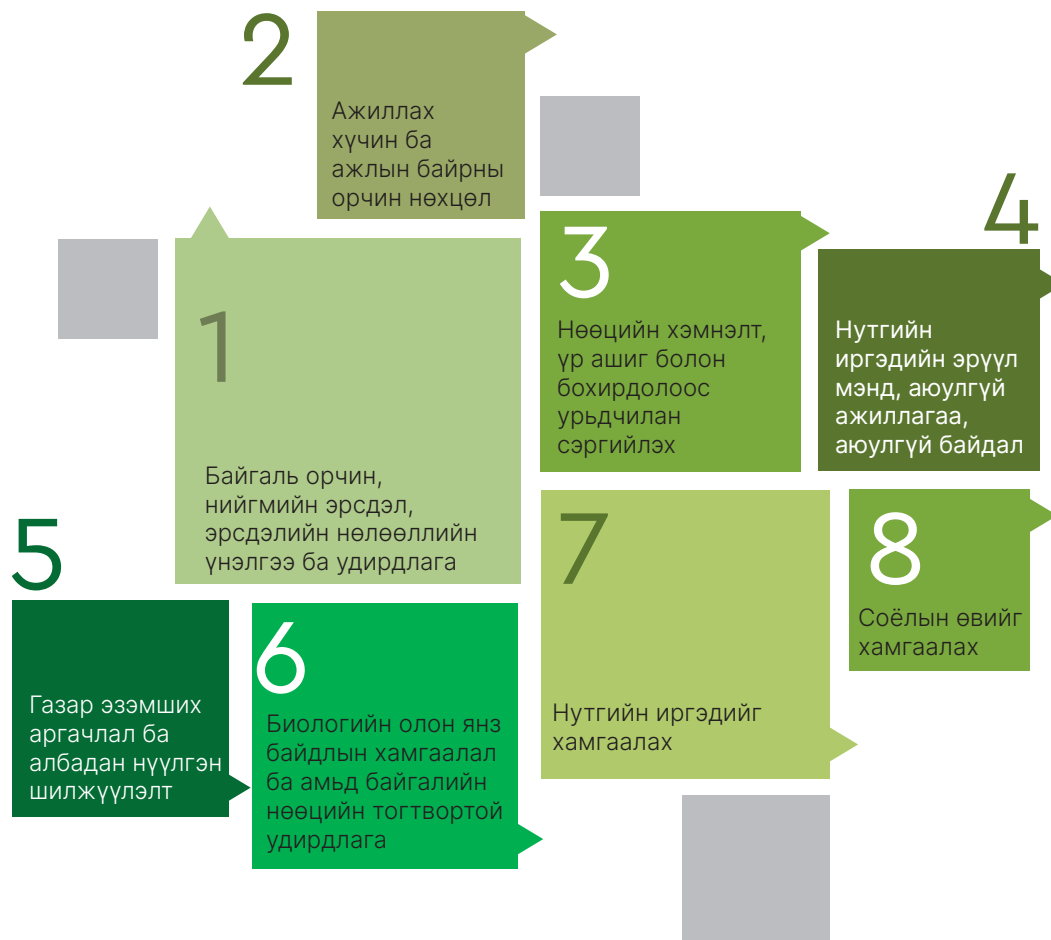 1
Байгаль орчин,
нийгмийн эрсдэл,
эрсдэлийн нөлөөллийн
үнэлгээ ба удирдлага
2
Ажиллах
хүчин ба
ажлын байрны
орчин нөхцөл
3
Нөөцийн хэмнэлт,
үр ашиг болон
бохирдолоос
урьдчилан
сэргийлэх
4
Нутгийн
иргэдийн эрүүл
мэнд, аюулгүй
ажиллагаа,
аюулгүй байдал
5
Газар эзэмших
аргачлал ба
албадан нүүлгэн
шилжүүлэлт
6
Биологийн олон янз
байдлын хамгаалал
ба амьд байгалийн
нөөцийн тогтвортой
удирдлага
7
Нутгийн иргэдийг
хамгаалах
8
Соёлын өвийг
хамгаалах